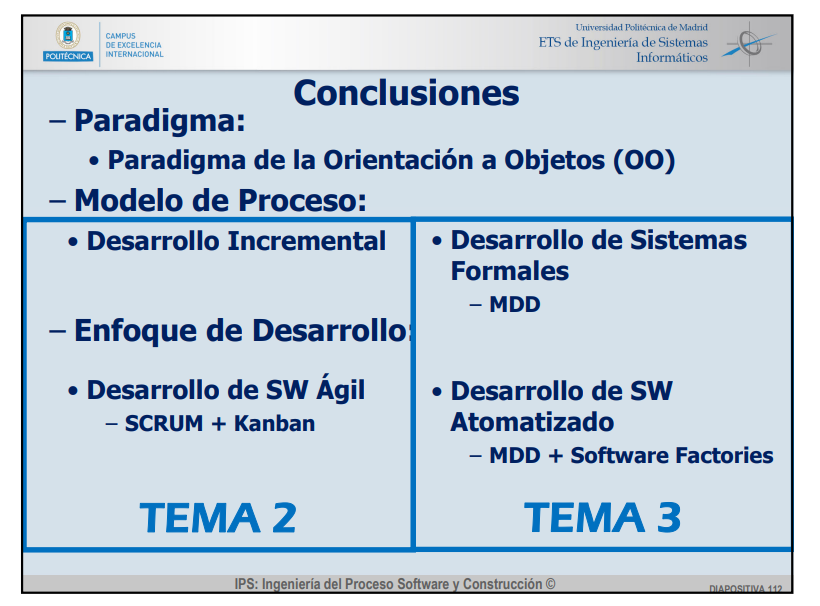 POLITÉCNICA
CAMPUS
DE EXCELENCIA
INTERNACIONAL
Universidad Politécnica de Madrid
ETS de Ingeniería de Sistemas
Informáticos
Conclusiones
– Paradigma:
• Paradigma de la Orientación a Objetos (OO)
– Modelo de Proceso:
• Desarrollo Incremental
– Enfoque de Desarrollo:
• Desarrollo de SW Ágil
– SCRUM + Kanban
TEMA 2
• Desarrollo de Sistemas
Formales
– MDD
• Desarrollo de SW
Atomatizado
– MDD + Software Factories
TEMA 3
IPS: Ingeniería del Proceso Software y Construcción ©
DIAPOSITIVA 112